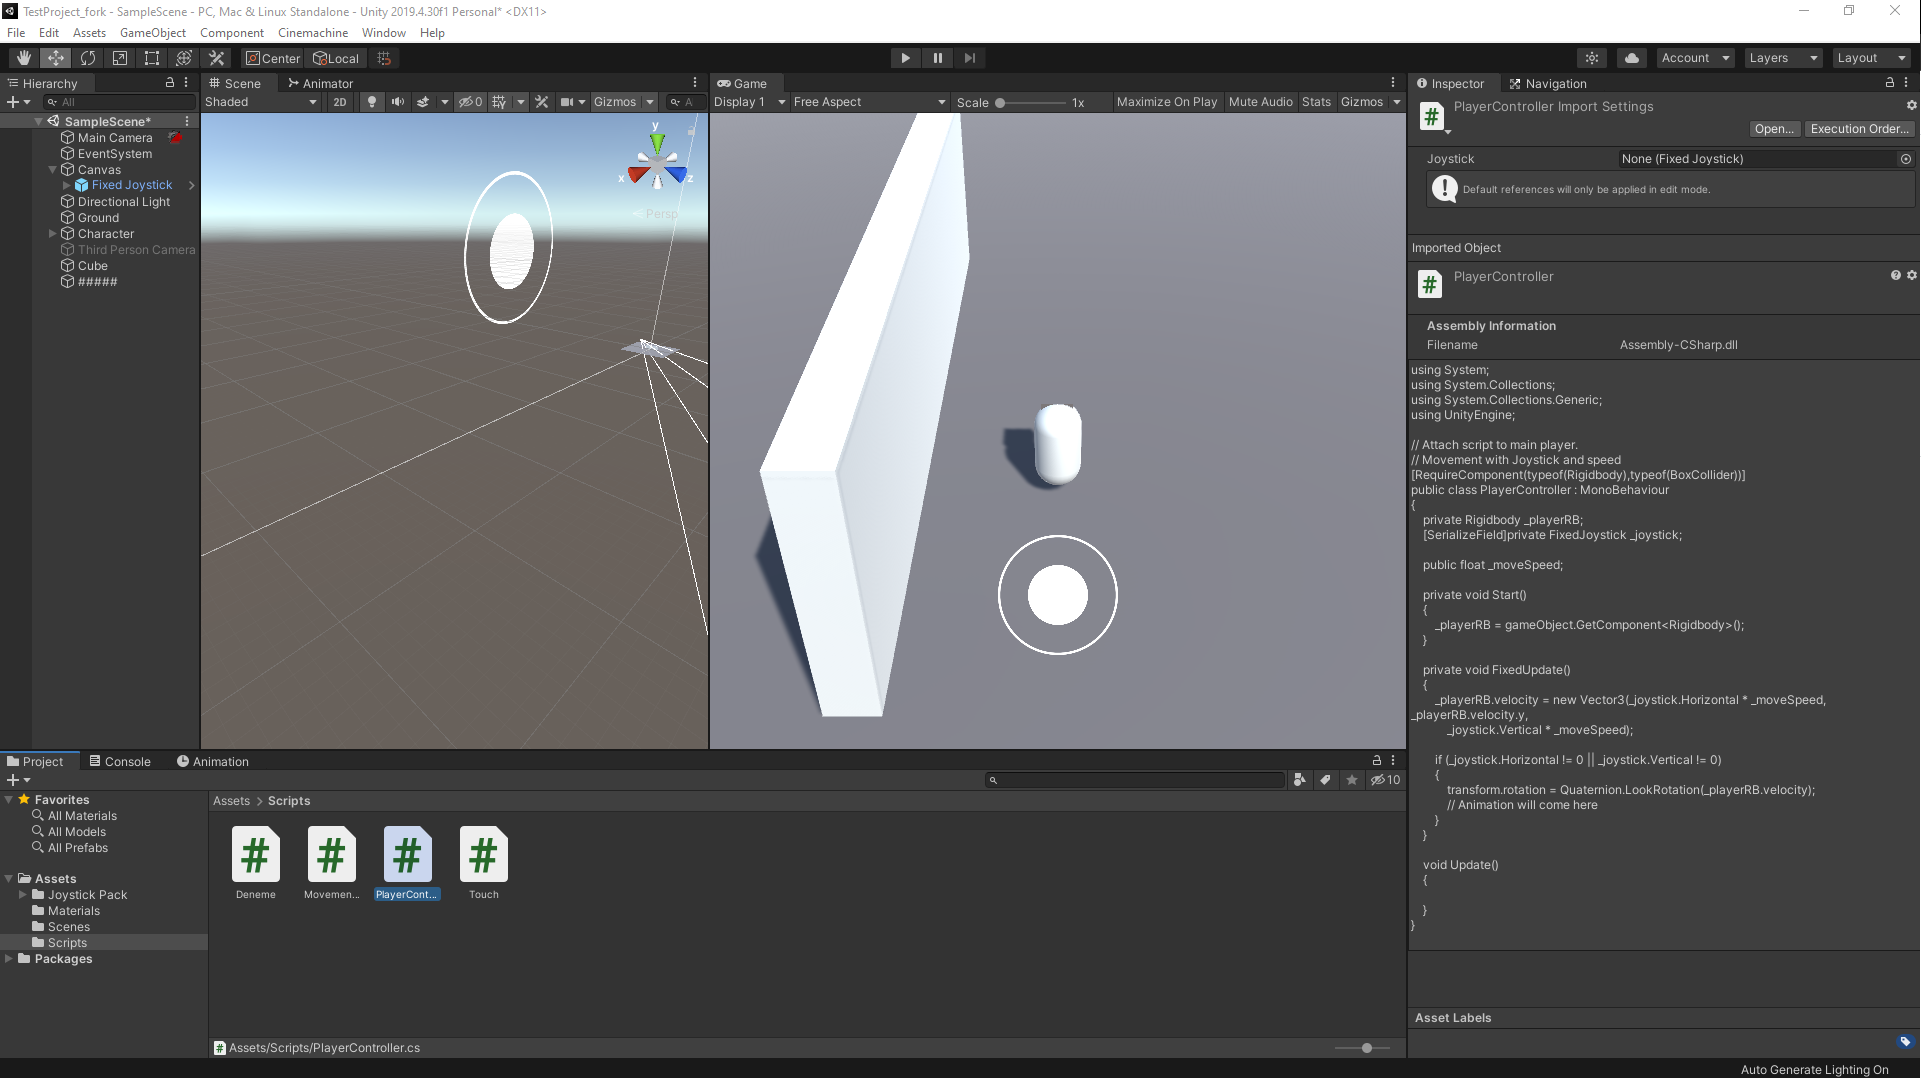 TestProject_fork - SampleScene - PC, Mac & Linux Standalone - Unity 2019.4.30f1 Personal* <DX11>
File Edit Assets GameObject Component Cinemachine Window Help
Center Local Account Layers Layout
Hierarchy
All
SampleScene*
Main Camera
EventSystem
Canvas
Fixed Joystick
Directional Light
Ground
Character
Third Person Camera
Cube
#####
Scene Animator
Shaded 2D 0 Gizmos A
y
x z
Persp
Game
Display 1 Free Aspect Scale 1x Maximize On Play Mute Audio Stats Gizmos
Inspector Navigation
PlayerController Import Settings
Open... Execution Order...
Joystick None (Fixed Joystick)
Default references will only be applied in edit mode.
Imported Object
PlayerController
Assembly Information
Filename Assembly-CSharp.dll
using System;
using System.Collections;
using System.Collections.Generic;
using UnityEngine;
// Attach script to main player.
// Movement with Joystick and speed
[RequireComponent(typeof(Rigidbody),typeof(BoxCollider))]
public class PlayerController : MonoBehaviour
{
private Rigidbody _playerRB;
[SerializeField]private FixedJoystick _joystick;
public float _moveSpeed;
private void Start()
{
_playerRB = gameObject.GetComponent<Rigidbody>();
}
private void FixedUpdate()
{
_playerRB.velocity = new Vector3(_joystick.Horizontal * _moveSpeed,
_playerRB.velocity.y,
_joystick.Vertical * _moveSpeed);
if (_joystick.Horizontal != 0 || _joystick.Vertical != 0)
{
transform.rotation = Quaternion.LookRotation(_playerRB.velocity);
// Animation will come here
}
}
void Update()
{
}
}
Asset Labels
Project Console Animation
10
Favorites
All Materials
All Models
All Prefabs
Assets
Joystick Pack
Materials
Scenes
Scripts
Packages
Assets > Scripts
Deneme Movemen... PlayerCont... Touch
Assets/Scripts/PlayerController.cs
Auto Generate Lighting On